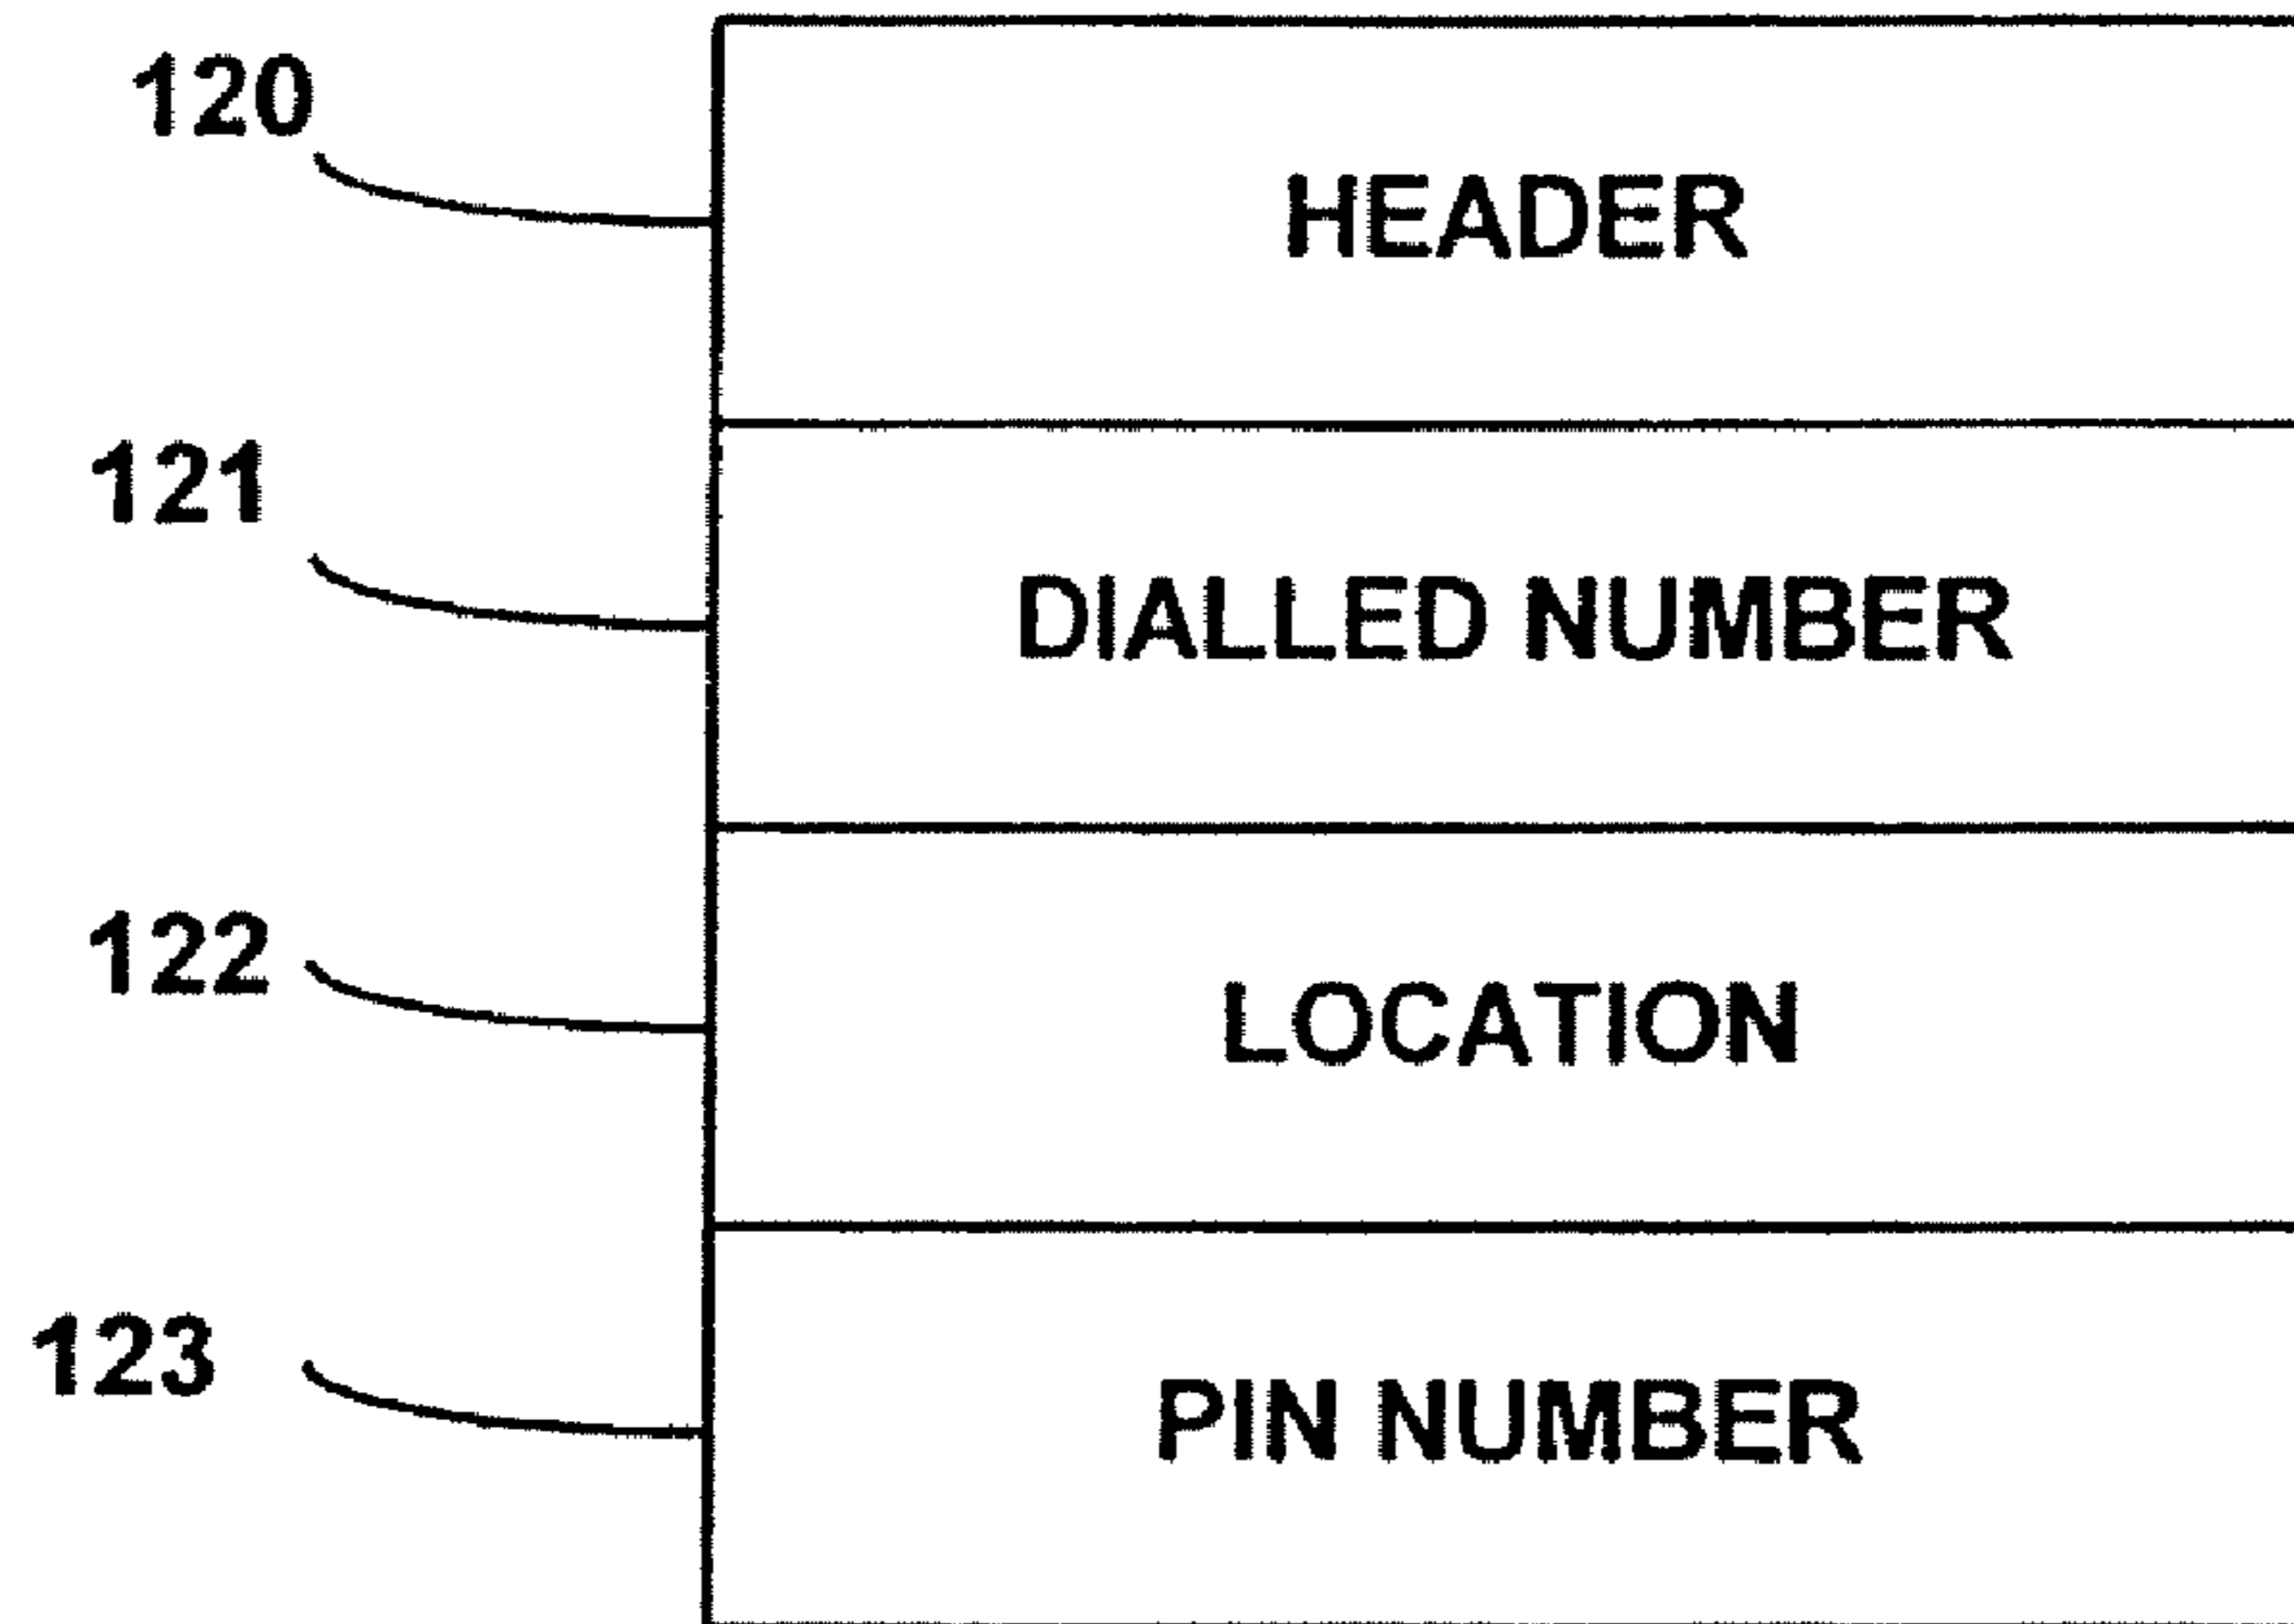 120
HEADER
121
DIALLED NUMBER
122
LOCATION
123
PIN NUMBER